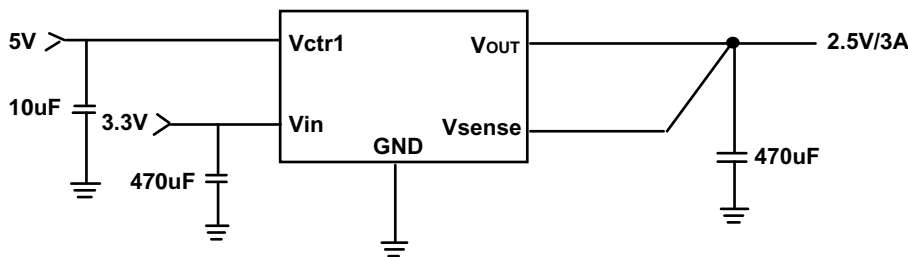 5V
Vctr1
VOUT
2.5V/3A
10uF
3.3V
Vin
Vsense
GND
470uF
470uF